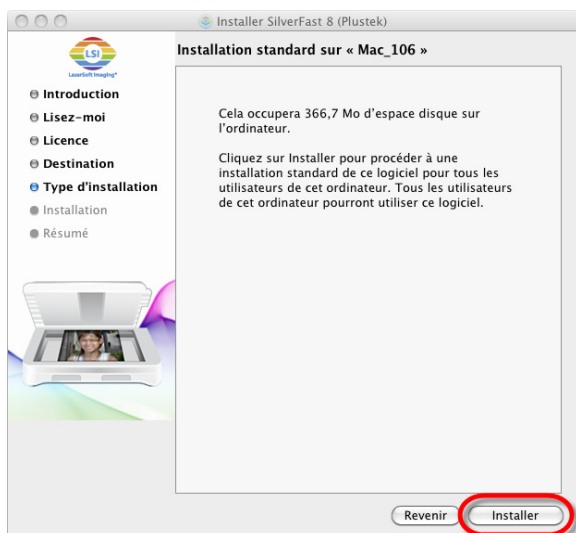 Installer SilverFast 8 (Plustek)
LSI
LaserSoft Imaging®
Installation standard sur « Mac_106 »
Introduction
Lisez-moi
Licence
Destination
Type d'installation
Installation
Résumé
Cela occupera 366,7 Mo d'espace disque sur
l'ordinateur.
Cliquez sur Installer pour procéder à une
installation standard de ce logiciel pour tous les
utilisateurs de cet ordinateur. Tous les utilisateurs
de cet ordinateur pourront utiliser ce logiciel.
Revenir
Installer